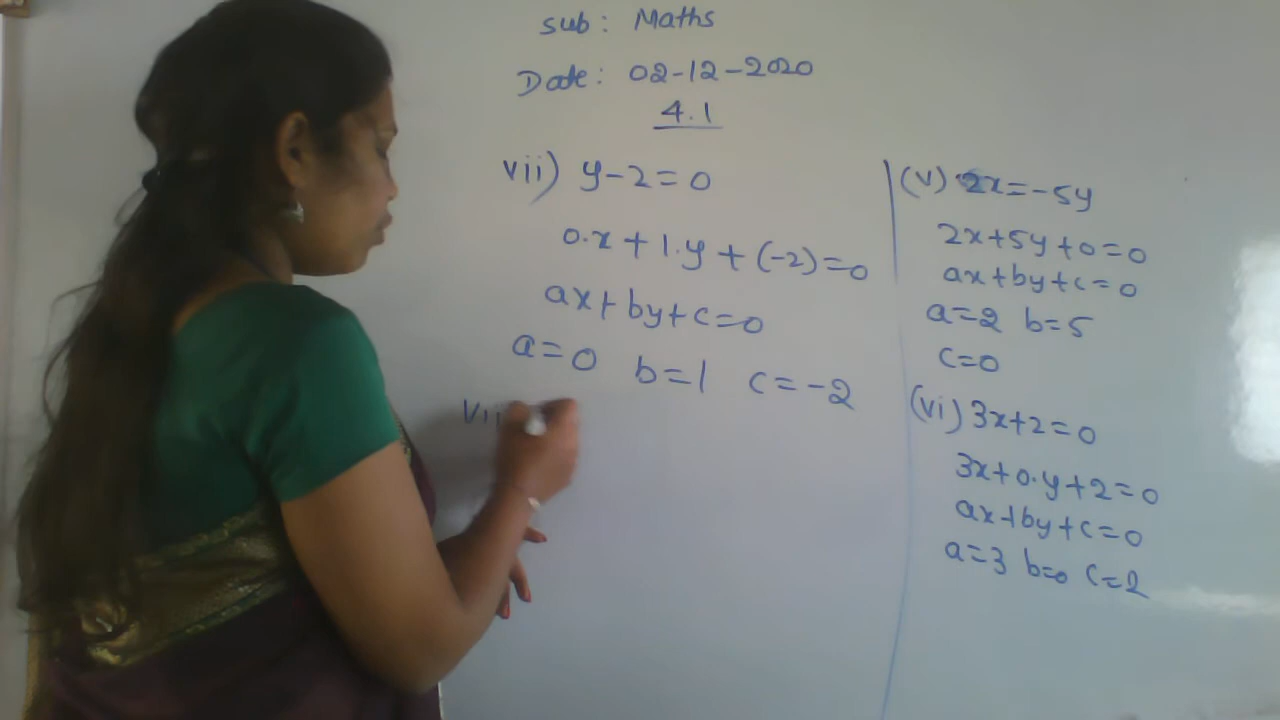 Sub: Maths
Date: 02-12-2020
4.1
vii) y-2=0
0.x+1.y+(-2)=0
ax+by+c=0
a=0 b=1 c=-2
vii
(v) 2x=-5y
2x+5y+0=0
ax+by+c=0
a=2 b=5
c=0
(vi) 3x+2=0
3x+0.y+2=0
ax+by+c=0
a=3 b=0 c=2